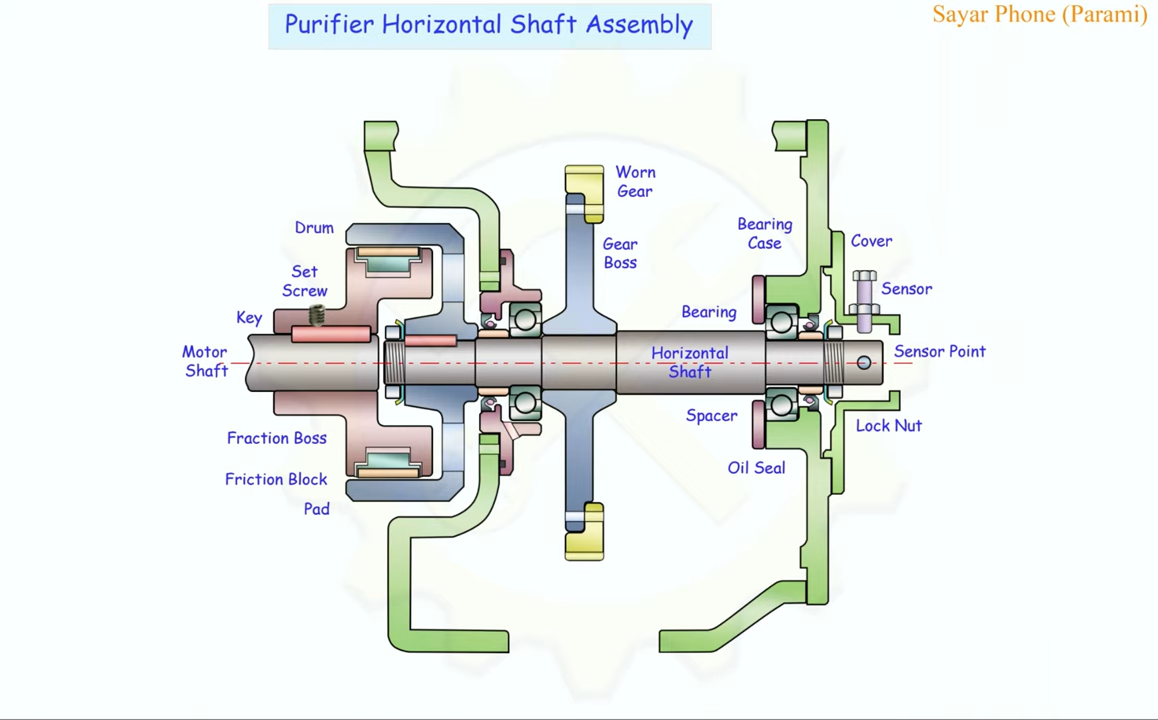 Purifier Horizontal Shaft Assembly
Sayar Phone (Parami)
Worn
Gear
Drum
Bearing
Case
Cover
Gear
Boss
Set
Screw
Sensor
Key
Bearing
Motor
Shaft
Horizontal
Shaft
Sensor Point
Spacer
Lock Nut
Fraction Boss
Oil Seal
Friction Block
Pad